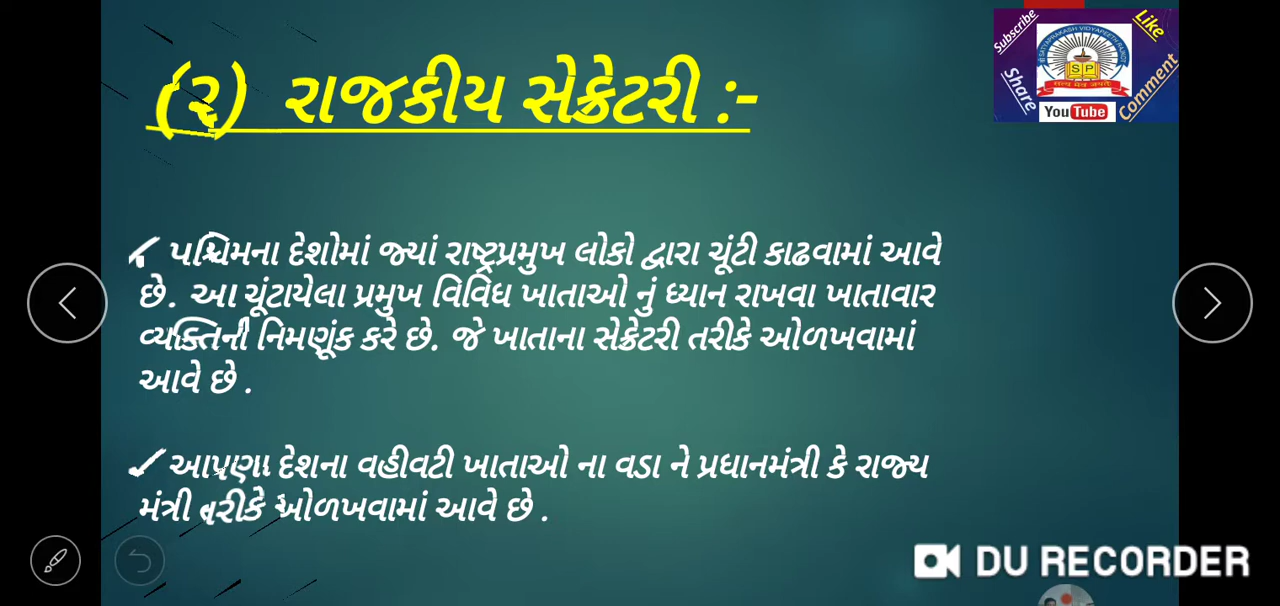 (૨) રાજકીય સેક્રેટરી :-
Subscribe
Like
Share
Comment
SP
YouTube
પશ્ચિમના દેશોમાં જ્યાં રાષ્ટ્રપ્રમુખ લોકો દ્વારા ચૂંટી કાઢવામાં આવે
છે. આ ચૂંટાયેલા પ્રમુખ વિવિધ ખાતાઓ નું ધ્યાન રાખવા ખાતાવાર
વ્યક્તિની નિમણૂંક કરે છે. જે ખાતાના સેક્રેટરી તરીકે ઓળખવામાં
આવે છે .
આપણા દેશના વહીવટી ખાતાઓ ના વડા ને પ્રધાનમંત્રી કે રાજ્ય
મંત્રી તરીકે ઓળખવામાં આવે છે .
DU RECORDER